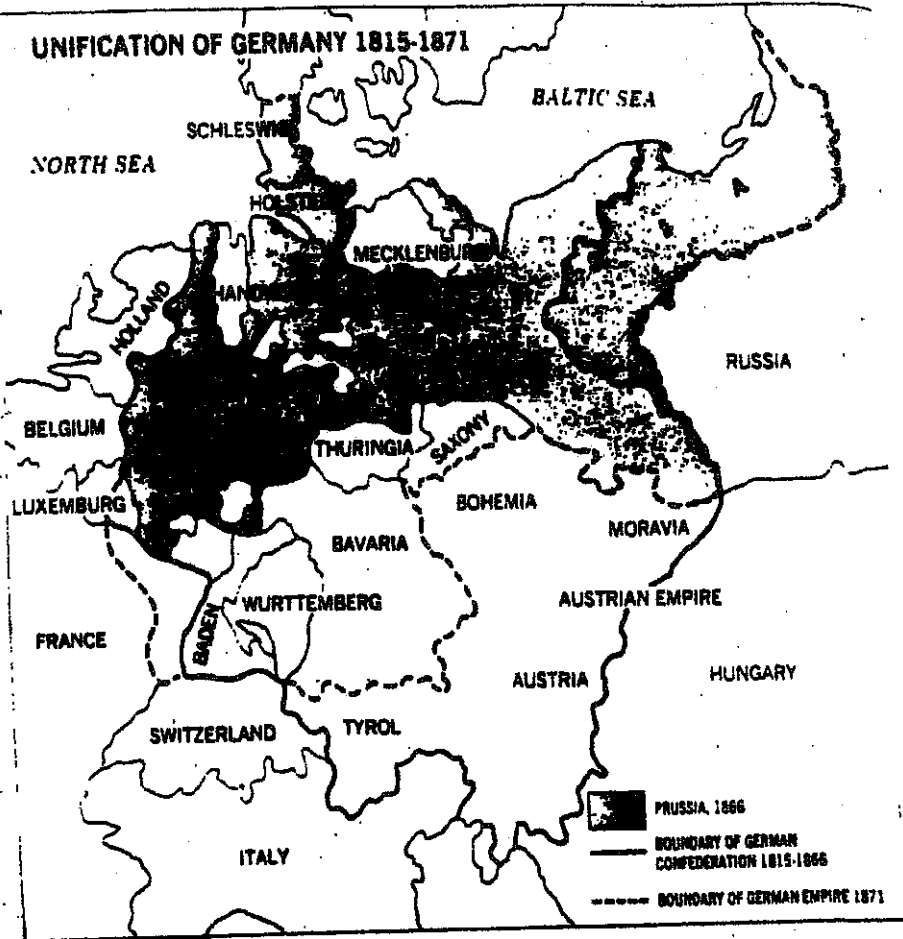 UNIFICATION OF GERMANY 1815-1871
BALTIC SEA
SCHLESWIG
NORTH SEA
HOLSTEIN
MECKLENBURG
HOLLAND
RUSSIA
BELGIUM
THURINGIA
SAXONY
LUXEMBURG
BOHEMIA
MORAVIA
BAVARIA
WURTTEMBERG
AUSTRIAN EMPIRE
BADEN
FRANCE
AUSTRIA
HUNGARY
TYROL
SWITZERLAND
ITALY
PRUSSIA, 1866
BOUNDARY OF GERMAN
CONFEDERATION 1815-1866
BOUNDARY OF GERMAN EMPIRE 1871